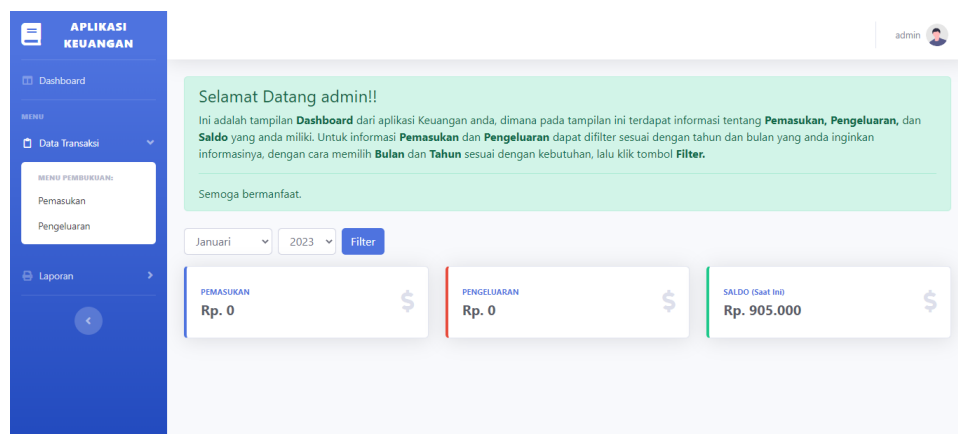 APLIKASI
KEUANGAN
admin
Dashboard
MENU
Data Transaksi
MENU PEMBUKUAN:
Pemasukan
Pengeluaran
Laporan
Selamat Datang admin!!
Ini adalah tampilan Dashboard dari aplikasi Keuangan anda, dimana pada tampilan ini terdapat informasi tentang Pemasukan, Pengeluaran, dan
Saldo yang anda miliki. Untuk informasi Pemasukan dan Pengeluaran dapat difilter sesuai dengan tahun dan bulan yang anda inginkan
informasinya, dengan cara memilih Bulan dan Tahun sesuai dengan kebutuhan, lalu klik tombol Filter.
Semoga bermanfaat.
Januari 2023 Filter
PEMASUKAN
Rp. 0
$
PENGELUARAN
Rp. 0
$
SALDO (Saat Ini)
Rp. 905.000
$